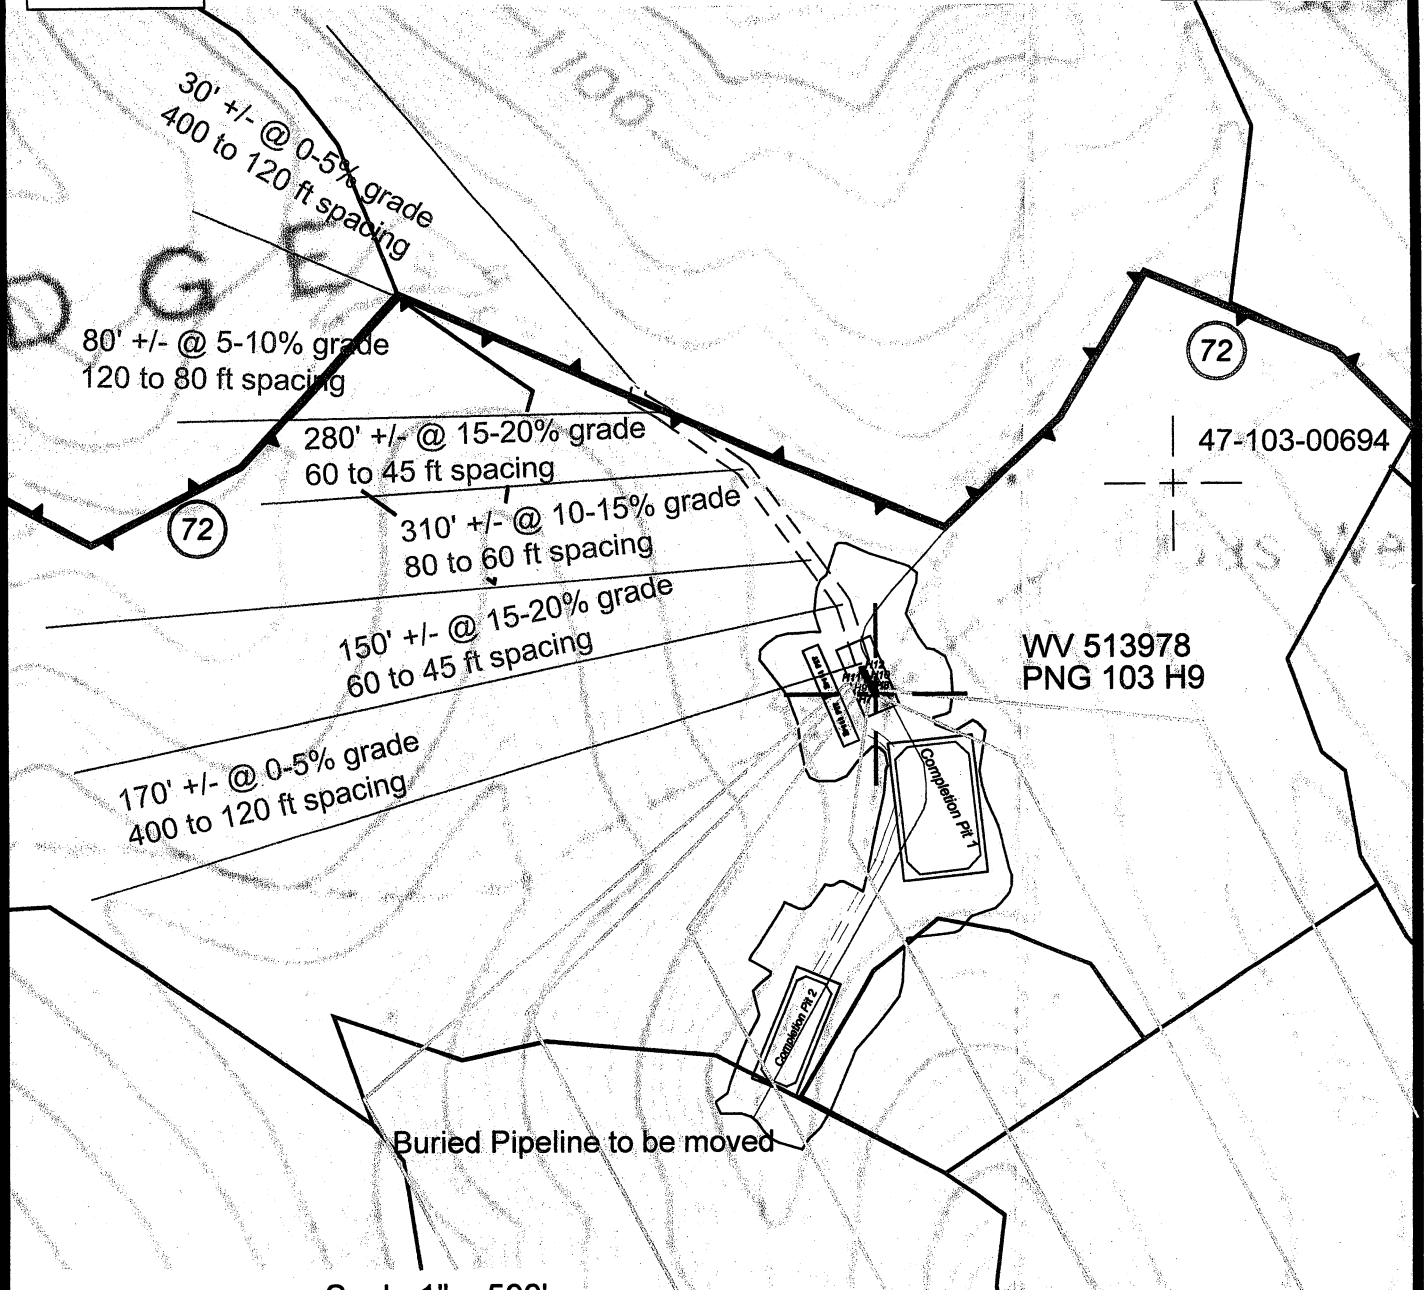 1100
30' +/- @ 0-5% grade
400 to 120 ft spacing
D G E
80' +/- @ 5-10% grade
120 to 80 ft spacing
72
47-103-00694
280' +/- @ 15-20% grade
60 to 45 ft spacing
72
310' +/- @ 10-15% grade
80 to 60 ft spacing
150' +/- @ 15-20% grade
60 to 45 ft spacing
WV 513978
PNG 103 H9
170' +/- @ 0-5% grade
400 to 120 ft spacing
Completion Pit 1
Completion Pit 2
Buried Pipeline to be moved